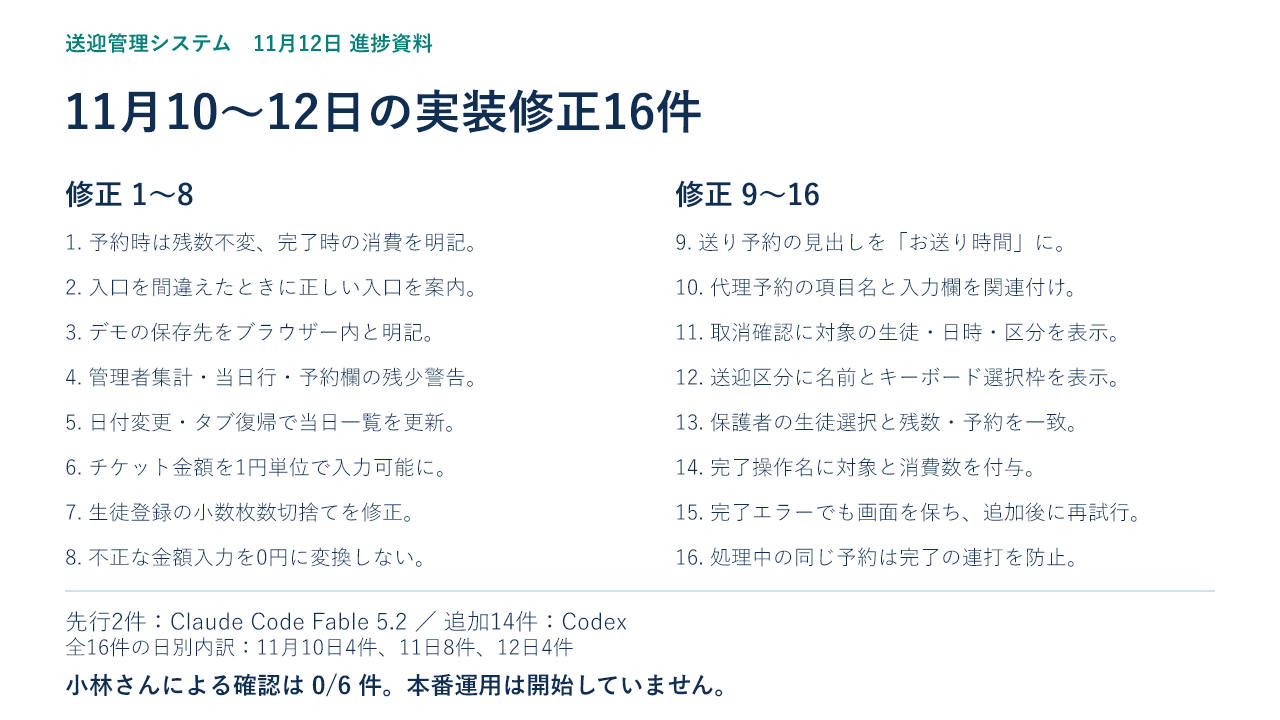 送迎管理システム　11月12日 進捗資料
11月10〜12日の実装修正16件
修正 1〜8
1. 予約時は残数不変、完了時の消費を明記。
2. 入口を間違えたときに正しい入口を案内。
3. デモの保存先をブラウザー内と明記。
4. 管理者集計・当日行・予約欄の残少警告。
5. 日付変更・タブ復帰で当日一覧を更新。
6. チケット金額を1円単位で入力可能に。
7. 生徒登録の小数枚数切捨てを修正。
8. 不正な金額入力を0円に変換しない。
修正 9〜16
9. 送り予約の見出しを「お送り時間」に。
10. 代理予約の項目名と入力欄を関連付け。
11. 取消確認に対象の生徒・日時・区分を表示。
12. 送迎区分に名前とキーボード選択枠を表示。
13. 保護者の生徒選択と残数・予約を一致。
14. 完了操作名に対象と消費数を付与。
15. 完了エラーでも画面を保ち、追加後に再試行。
16. 処理中の同じ予約は完了の連打を防止。
先行2件：Claude Code Fable 5.2 ／ 追加14件：Codex
全16件の日別内訳：11月10日4件、11日8件、12日4件
小林さんによる確認は 0/6 件。本番運用は開始していません。